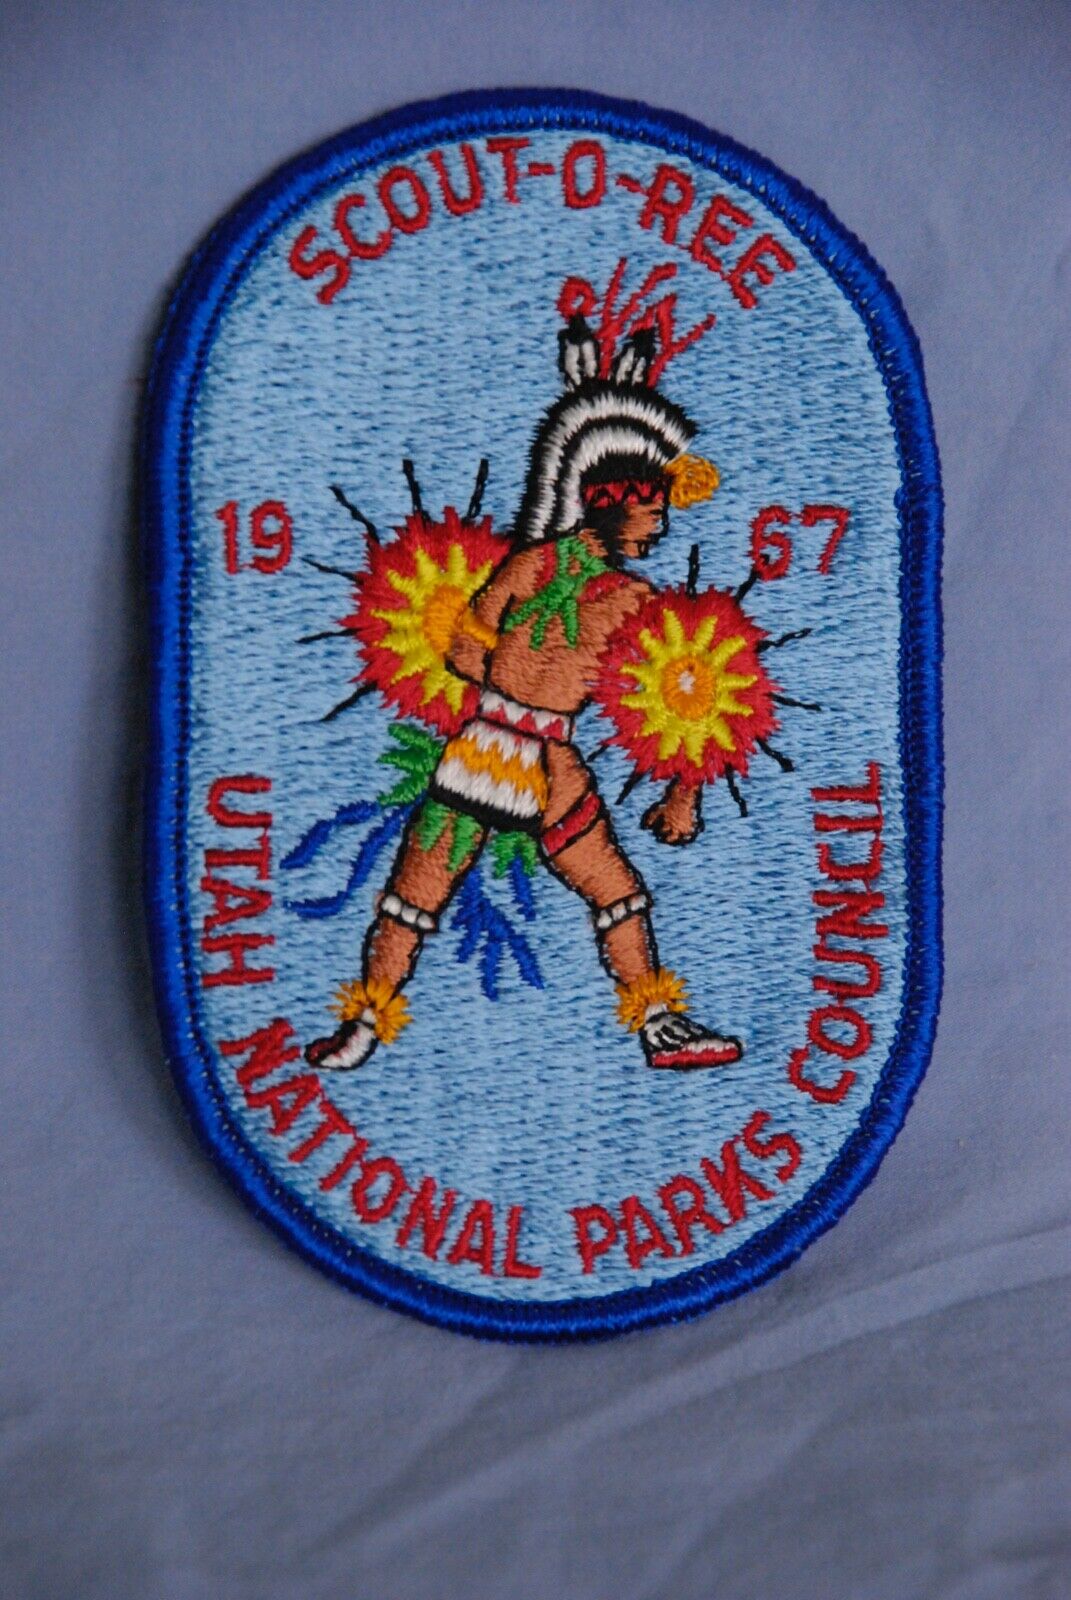 SCOUT-O-REE
19 67
UTAH NATIONAL PARKS COUNCIL